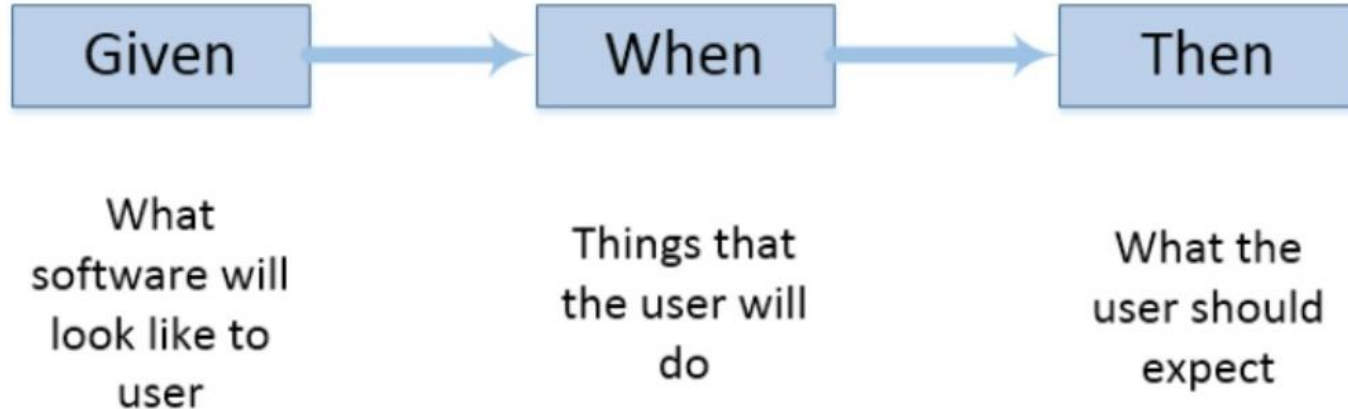 Given
When
Then
What
software will
look like to
user
Things that
the user will
do
What the
user should
expect